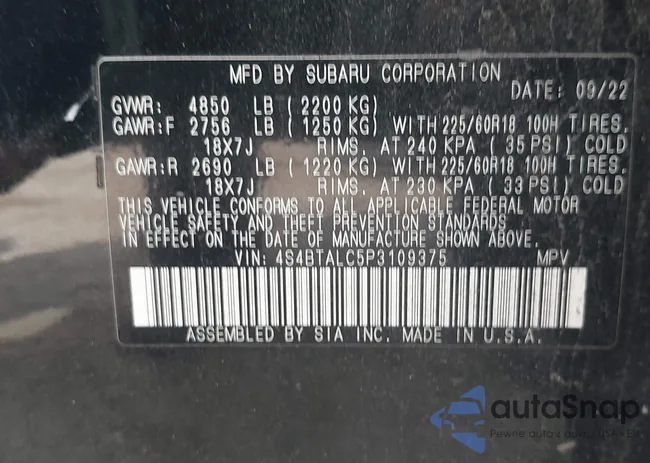 MFD BY SUBARU CORPORATION
DATE: 09/22
GVWR: 4850 LB (2200 KG)
GAWR:F 2756 LB (1250 KG) WITH 225/60R18 100H TIRES.
18X7J RIMS. AT 240 KPA (35 PSI) COLD
GAWR:R 2690 LB (1220 KG) WITH 225/60R18 100H TIRES.
18X7J RIMS. AT 230 KPA (33 PSI) COLD
THIS VEHICLE CONFORMS TO ALL APPLICABLE FEDERAL MOTOR
VEHICLE SAFETY AND THEFT PREVENTION STANDARDS
IN EFFECT ON THE DATE OF MANUFACTURE SHOWN ABOVE.
VIN: 4S4BTALC5P3109375 MPV
ASSEMBLED BY SIA INC. MADE IN U.S.A.
autaSnap
Pewne auto z